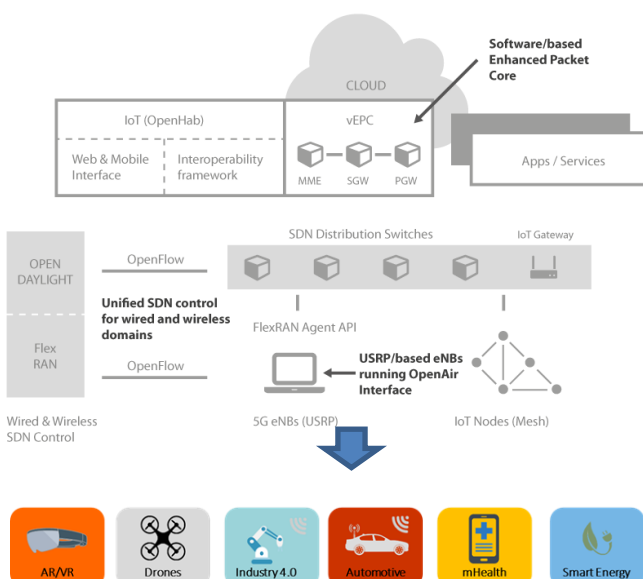 Software/based
Enhanced Packet
Core
CLOUD
IoT (OpenHab)
vEPC
Web & Mobile
Interface
Interoperability
framework
MME
SGW
PGW
Apps / Services
SDN Distribution Switches
IoT Gateway
OPEN
DAYLIGHT
OpenFlow
Unified SDN control
for wired and wireless
domains
FlexRAN Agent API
Flex
RAN
OpenFlow
USRP/based eNBs
running OpenAir
Interface
Wired & Wireless
SDN Control
5G eNBs (USRP)
IoT Nodes (Mesh)
AR/VR
Drones
Industry 4.0
Automotive
mHealth
Smart Energy